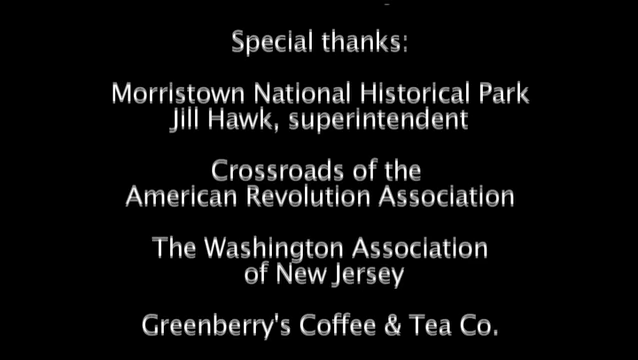 Special thanks:
Morristown National Historical Park
Jill Hawk, superintendent
Crossroads of the
American Revolution Association
The Washington Association
of New Jersey
Greenberry's Coffee & Tea Co.